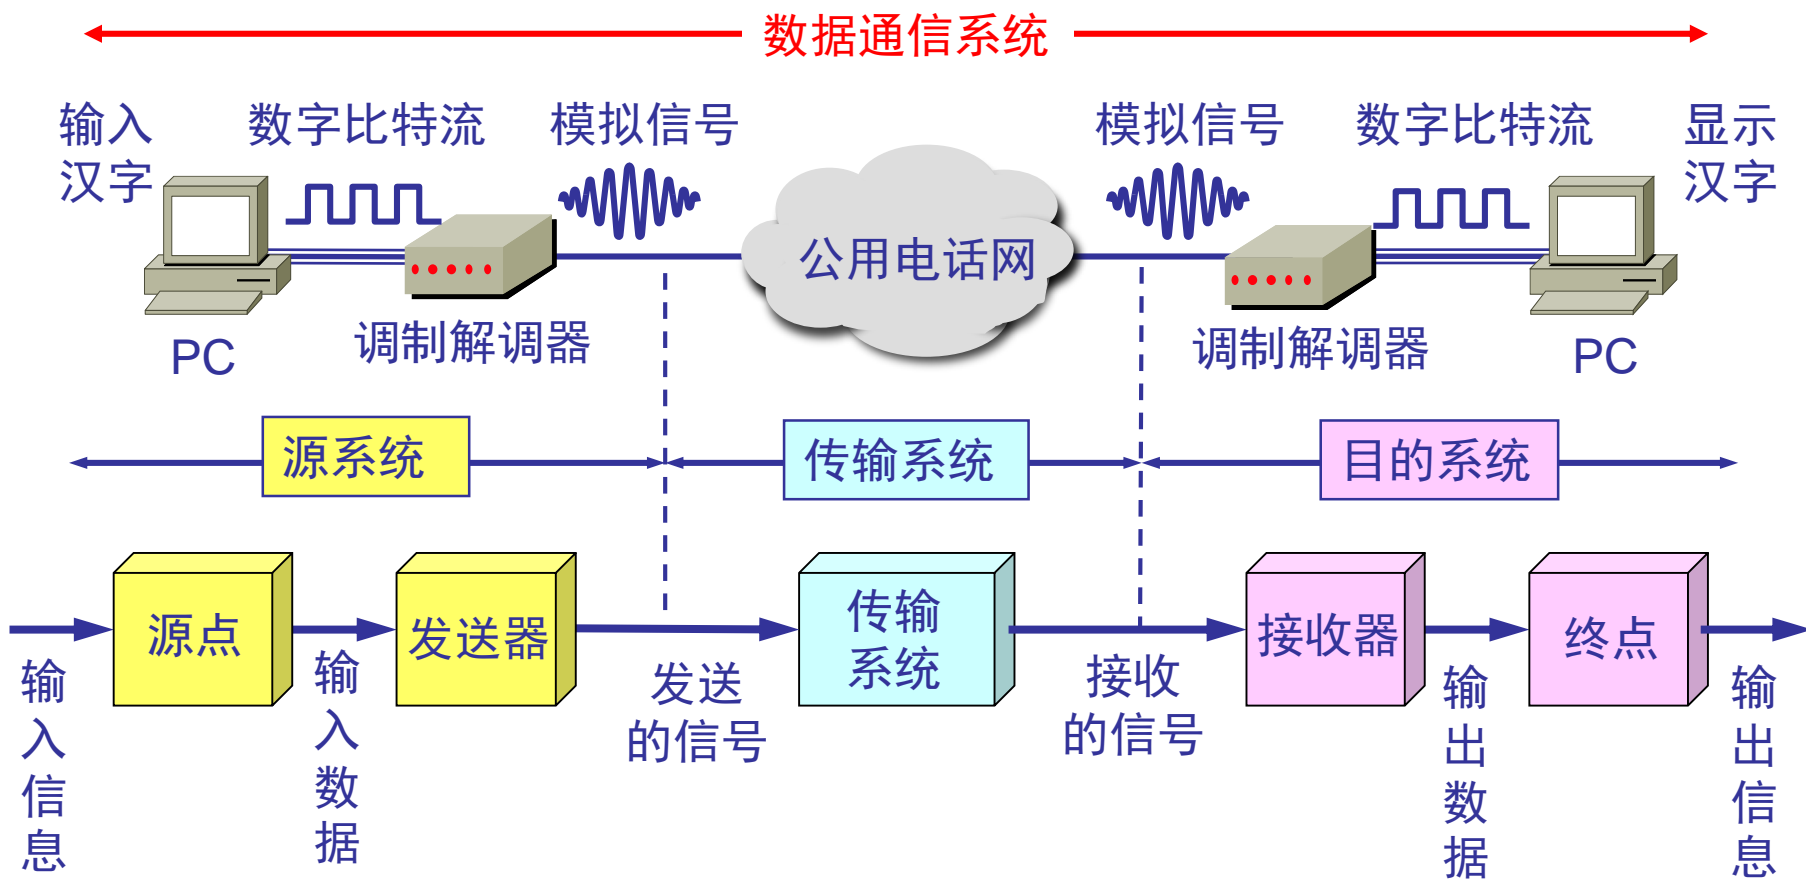 数据通信系统
输入
汉字
数字比特流
模拟信号
模拟信号
数字比特流
显示
汉字
公用电话网
PC
调制解调器
调制解调器
PC
源系统
传输系统
目的系统
源点
发送器
传输
系统
接收器
终点
输入信息
输入数据
发送
的信号
接收
的信号
输出数据
输出信息